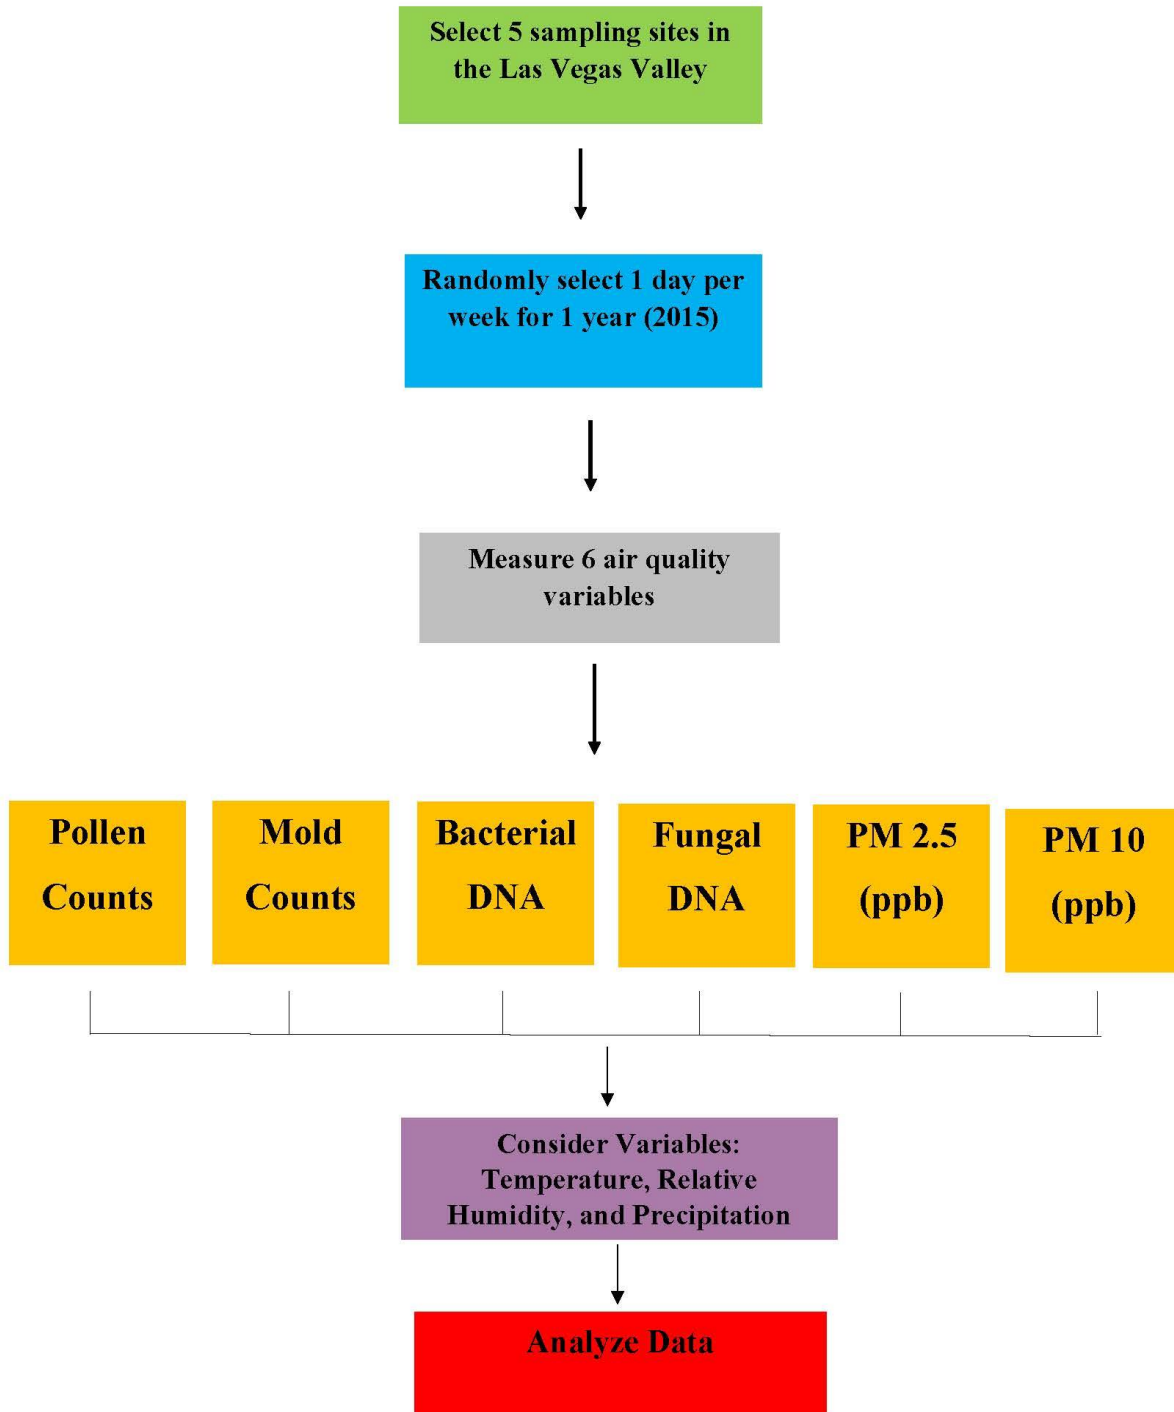 Select 5 sampling sites in
the Las Vegas Valley
Randomly select 1 day per
week for 1 year (2015)
Measure 6 air quality
variables
Pollen
Counts
Mold
Counts
Bacterial
DNA
Fungal
DNA
PM 2.5
(ppb)
PM 10
(ppb)
Consider Variables:
Temperature, Relative
Humidity, and Precipitation
Analyze Data